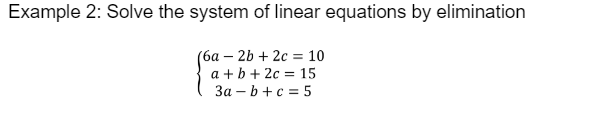 Example 2: Solve the system of linear equations by elimination
6a − 2b + 2c = 10
a + b + 2c = 15
3a − b + c = 5